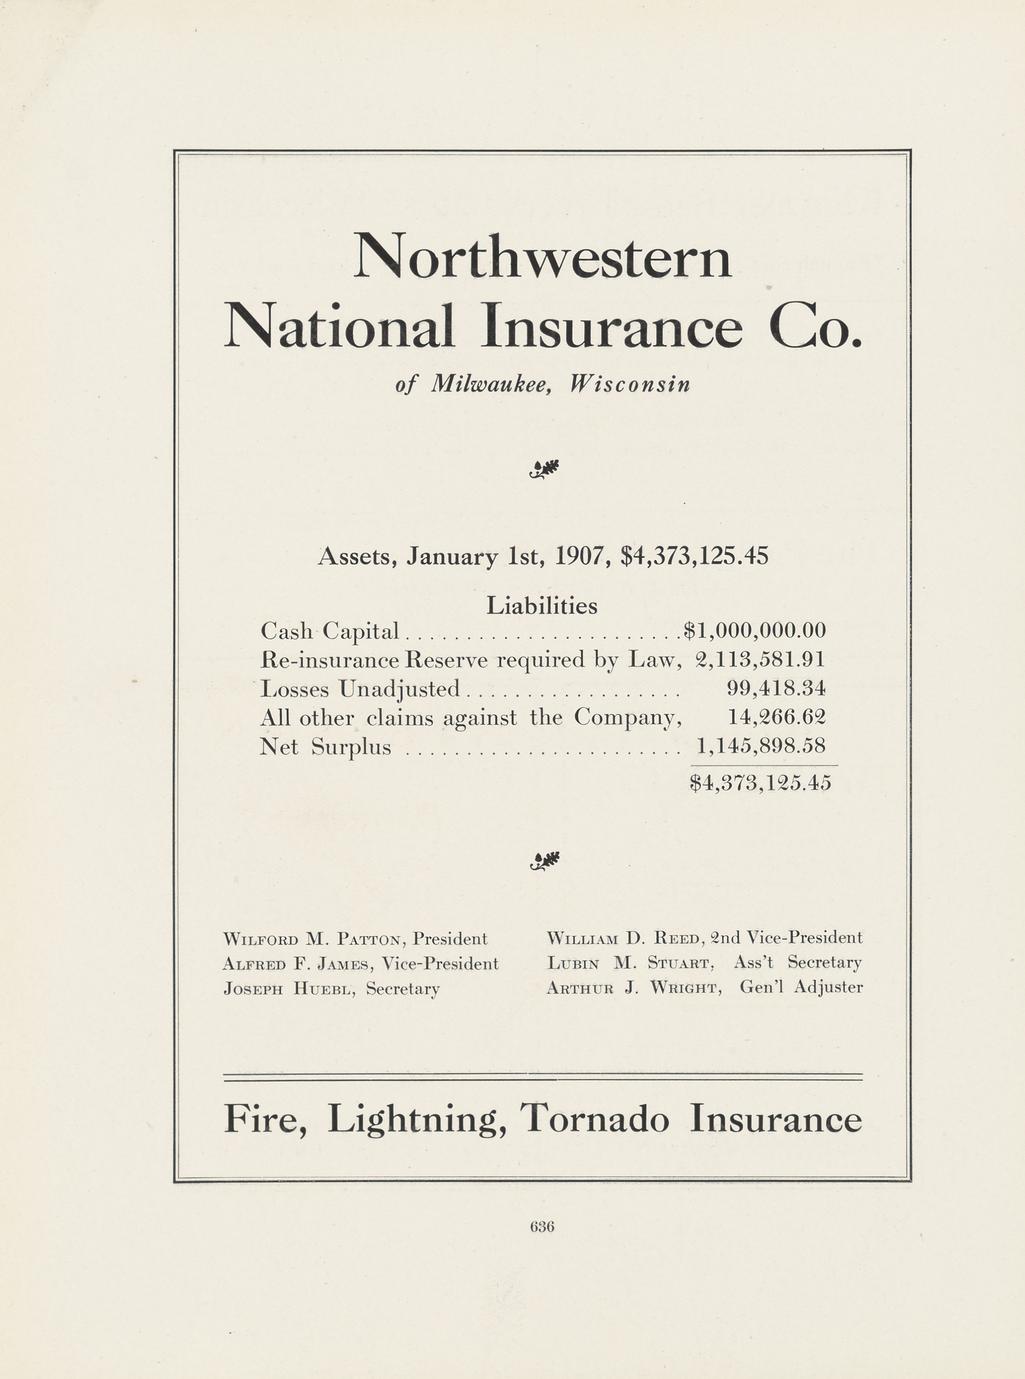 Northwestern
National Insurance Co.
of Milwaukee, Wisconsin
Assets, January 1st, 1907, $4,373,125.45
Liabilities
Cash Capital.......................$1,000,000.00
Re-insurance Reserve required by Law, 2,113,581.91
Losses Unadjusted.................. 99,418.34
All other claims against the Company, 14,266.62
Net Surplus ....................... 1,145,898.58
$4,373,125.45
Wilford M. Patton, President
Alfred F. James, Vice-President
Joseph Huebl, Secretary
William D. Reed, 2nd Vice-President
Lubin M. Stuart, Ass't Secretary
Arthur J. Wright, Gen'l Adjuster
Fire, Lightning, Tornado Insurance
636